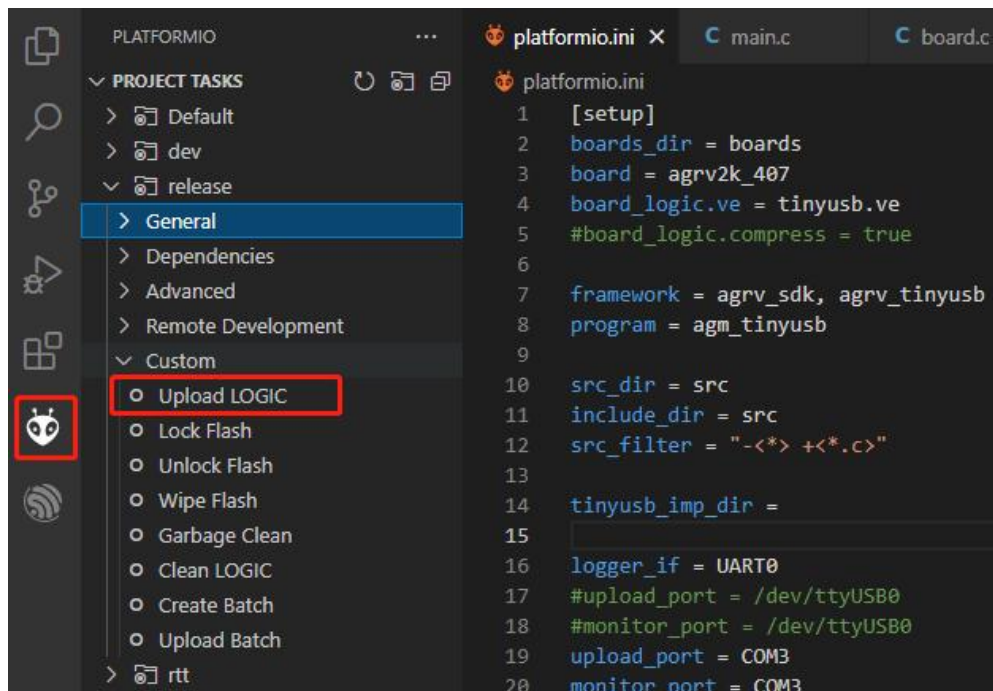 PLATFORMIO
PROJECT TASKS
Default
dev
release
General
Dependencies
Advanced
Remote Development
Custom
Upload LOGIC
Lock Flash
Unlock Flash
Wipe Flash
Garbage Clean
Clean LOGIC
Create Batch
Upload Batch
rtt
platformio.ini
C main.c
C board.c
platformio.ini
1 [setup]
2 boards_dir = boards
3 board = agrv2k_407
4 board_logic.ve = tinyusb.ve
5 #board_logic.compress = true
6
7 framework = agrv_sdk, agrv_tinyusb
8 program = agm_tinyusb
9
10 src_dir = src
11 include_dir = src
12 src_filter = "-<*> +<*.c>"
13
14 tinyusb_imp_dir =
15
16 logger_if = UART0
17 #upload_port = /dev/ttyUSB0
18 #monitor_port = /dev/ttyUSB0
19 upload_port = COM3
20 monitor_port = COM3